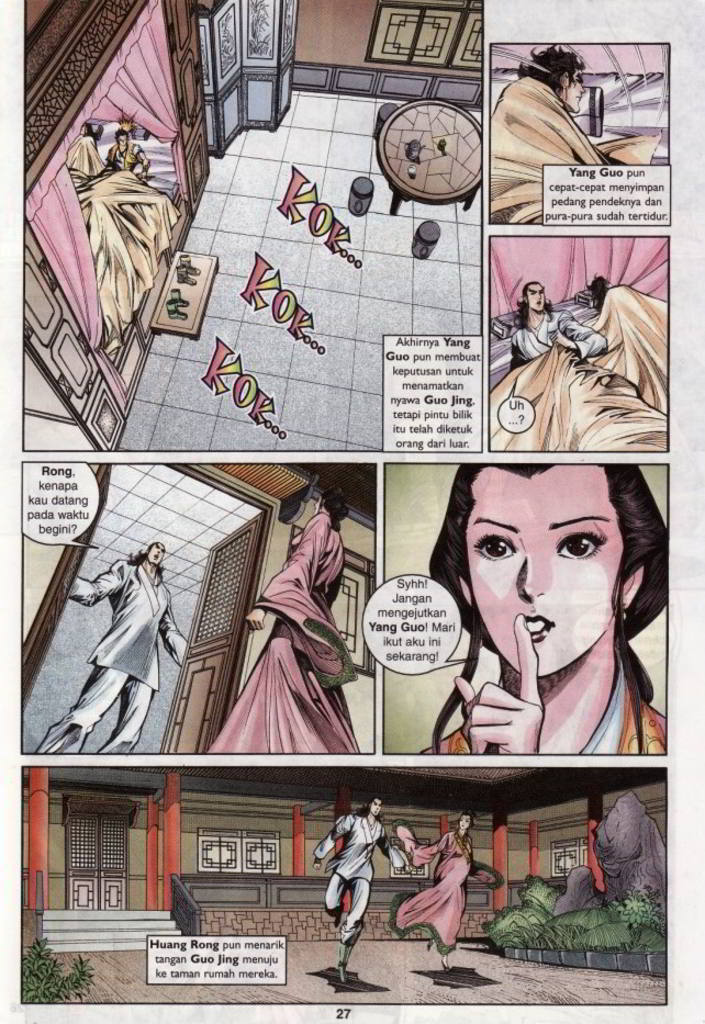 KOK...
KOK...
KOK...
Akhirnya Yang
Guo pun membuat
keputusan untuk
menamatkan
nyawa Guo Jing,
tetapi pintu bilik
itu telah diketuk
orang dari luar.
Yang Guo pun
cepat-cepat menyimpan
pedang pendeknya dan
pura-pura sudah tertidur.
Uh
...?
Rong,
kenapa
kau datang
pada waktu
begini?
Syhh!
Jangan
mengejutkan
Yang Guo! Mari
ikut aku ini
sekarang!
Huang Rong pun menarik
tangan Guo Jing menuju
ke taman rumah mereka.
27